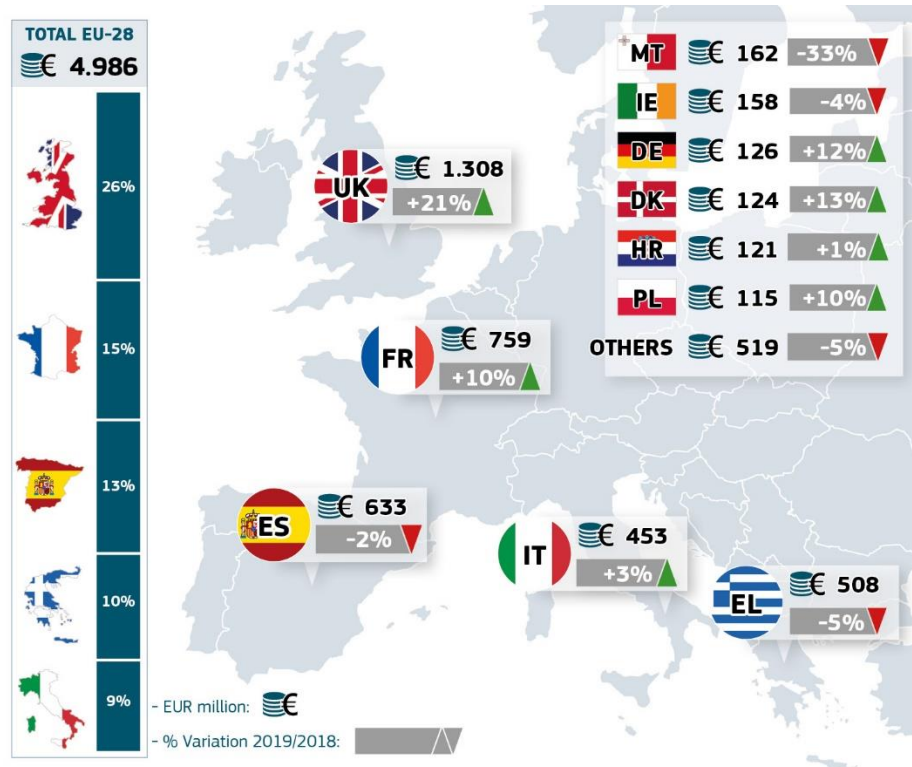 TOTAL EU-28
€ 4.986
26%
15%
13%
10%
9%
UK
€ 1.308
+21%
FR
€ 759
+10%
ES
€ 633
-2%
IT
€ 453
+3%
EL
€ 508
-5%
MT € 162 -33%
IE € 158 -4%
DE € 126 +12%
DK € 124 +13%
HR € 121 +1%
PL € 115 +10%
OTHERS € 519 -5%
- EUR million: €
- % Variation 2019/2018: